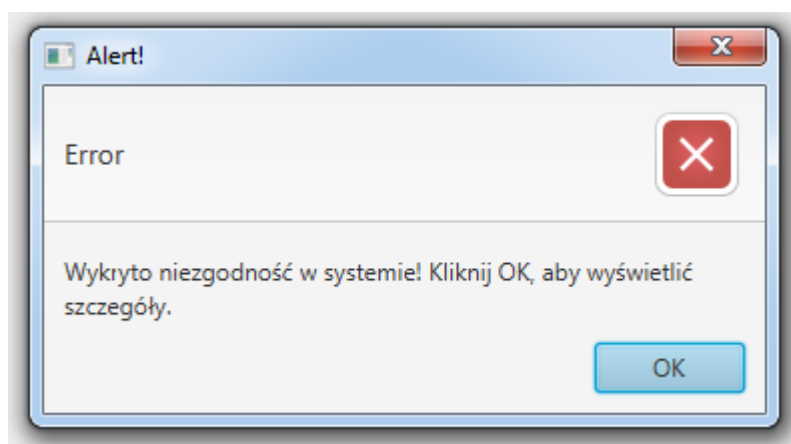 Alert!
Error
Wykryto niezgodność w systemie! Kliknij OK, aby wyświetlić
szczegóły.
OK